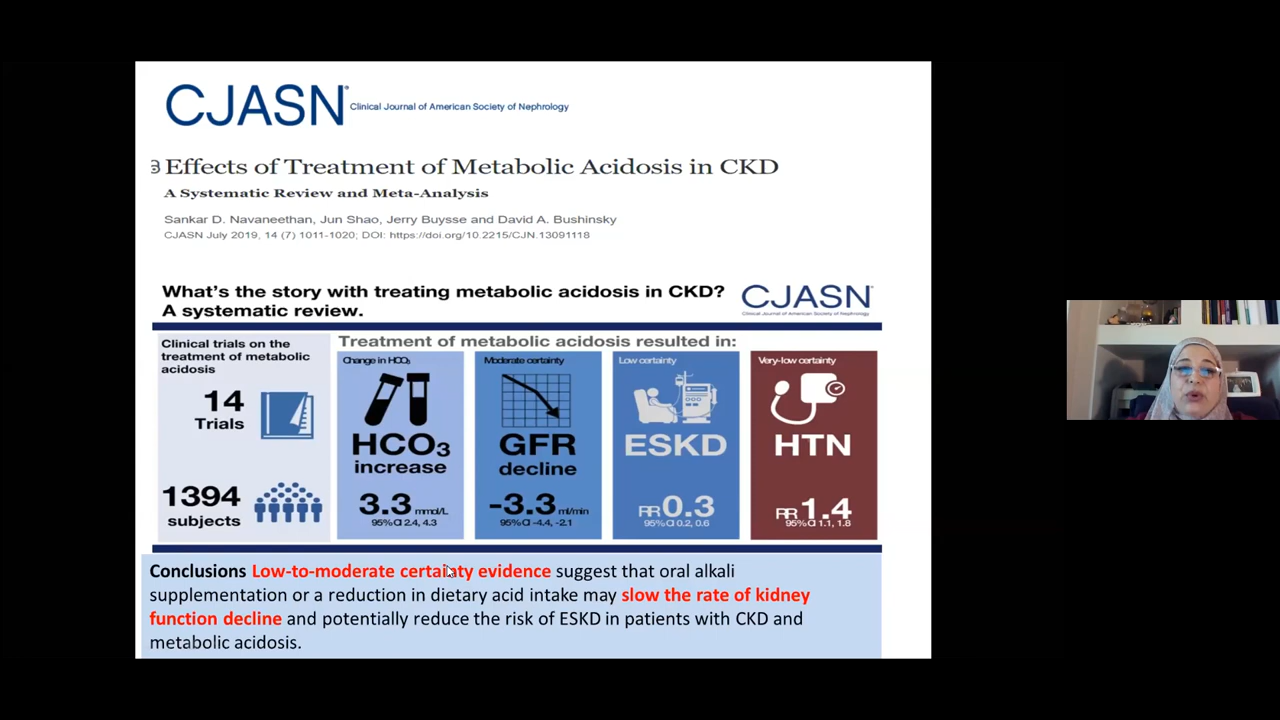 CJASN Clinical Journal of American Society of Nephrology
Effects of Treatment of Metabolic Acidosis in CKD
A Systematic Review and Meta-Analysis
Sankar D. Navaneethan, Jun Shao, Jerry Buysse and David A. Bushinsky
CJASN July 2019, 14 (7) 1011-1020; DOI: https://doi.org/10.2215/CJN.13091118
What's the story with treating metabolic acidosis in CKD?
A systematic review.
CJASN
Clinical Journal of American Society of Nephrology
Clinical trials on the
treatment of metabolic
acidosis
14
Trials
1394
subjects
Treatment of metabolic acidosis resulted in:
Change in HCO₃
HCO₃
increase
3.3 mmol/L
95%CI 2.4, 4.3
Moderate certainty
GFR
decline
-3.3 ml/min
95%CI -4.4, -2.1
Low certainty
ESKD
RR 0.3
95%CI 0.2, 0.6
Very-low certainty
HTN
RR 1.4
95%CI 1.1, 1.8
Conclusions Low-to-moderate certainty evidence suggest that oral alkali
supplementation or a reduction in dietary acid intake may slow the rate of kidney
function decline and potentially reduce the risk of ESKD in patients with CKD and
metabolic acidosis.